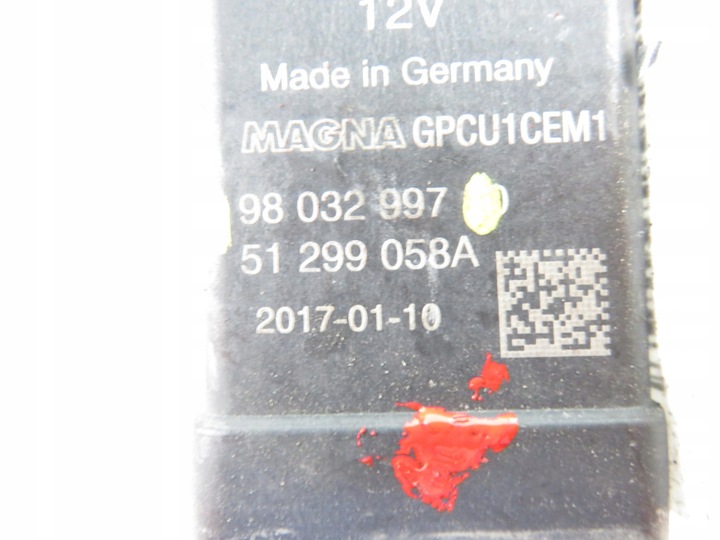 12V
Made in Germany
MAGNA GPCU1CEM1
98 032 997
51 299 058A
2017-01-10